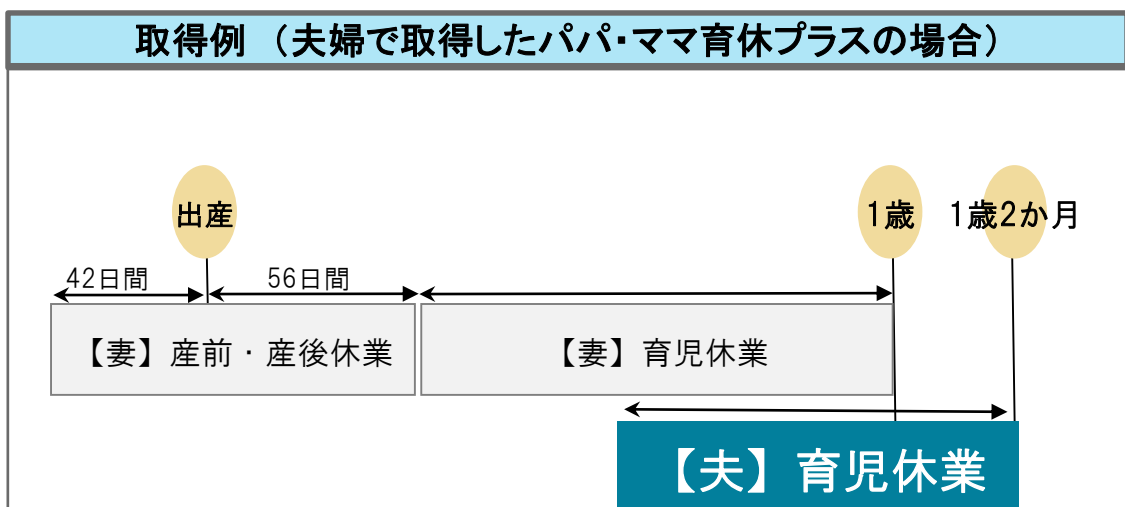 取得例 （夫婦で取得したパパ・ママ育休プラスの場合）
出産
1歳
1歳2か月
42日間
56日間
【妻】産前・産後休業
【妻】育児休業
【夫】育児休業